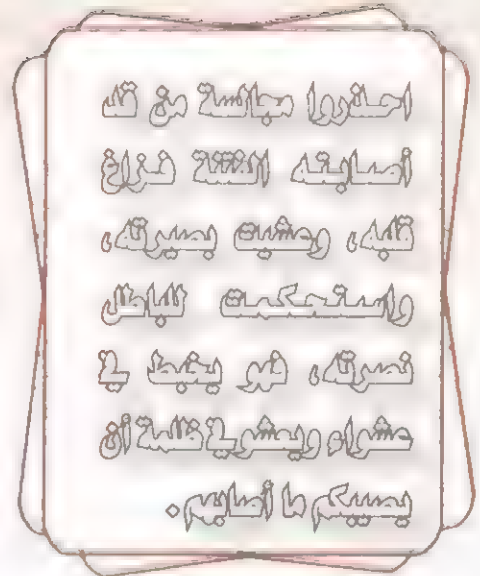 احذروا مجالسة من قد
أصابته الفتنة فزاغ
قلبه، وعشيت بصيرته،
واستحكمت للباطل
نصرته، فهو يخبط في
عشواء ويعشو في ظلمة أن
يصيبكم ما أصابهم.